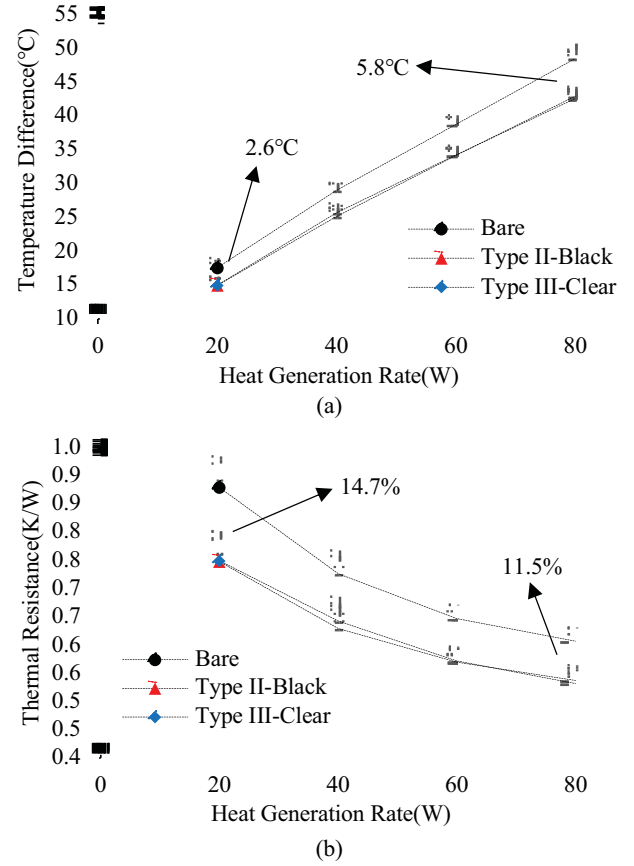 55
50
45
40
35
30
25
20
15
10
Temperature Difference(℃)
5.8℃
2.6℃
Bare
Type II-Black
Type III-Clear
0 20 40 60 80
Heat Generation Rate(W)
(a)
1.0
0.9
0.9
0.8
0.8
0.7
0.7
0.6
0.6
0.5
0.5
0.4
Thermal Resistance(K/W)
14.7%
11.5%
Bare
Type II-Black
Type III-Clear
0 20 40 60 80
Heat Generation Rate(W)
(b)